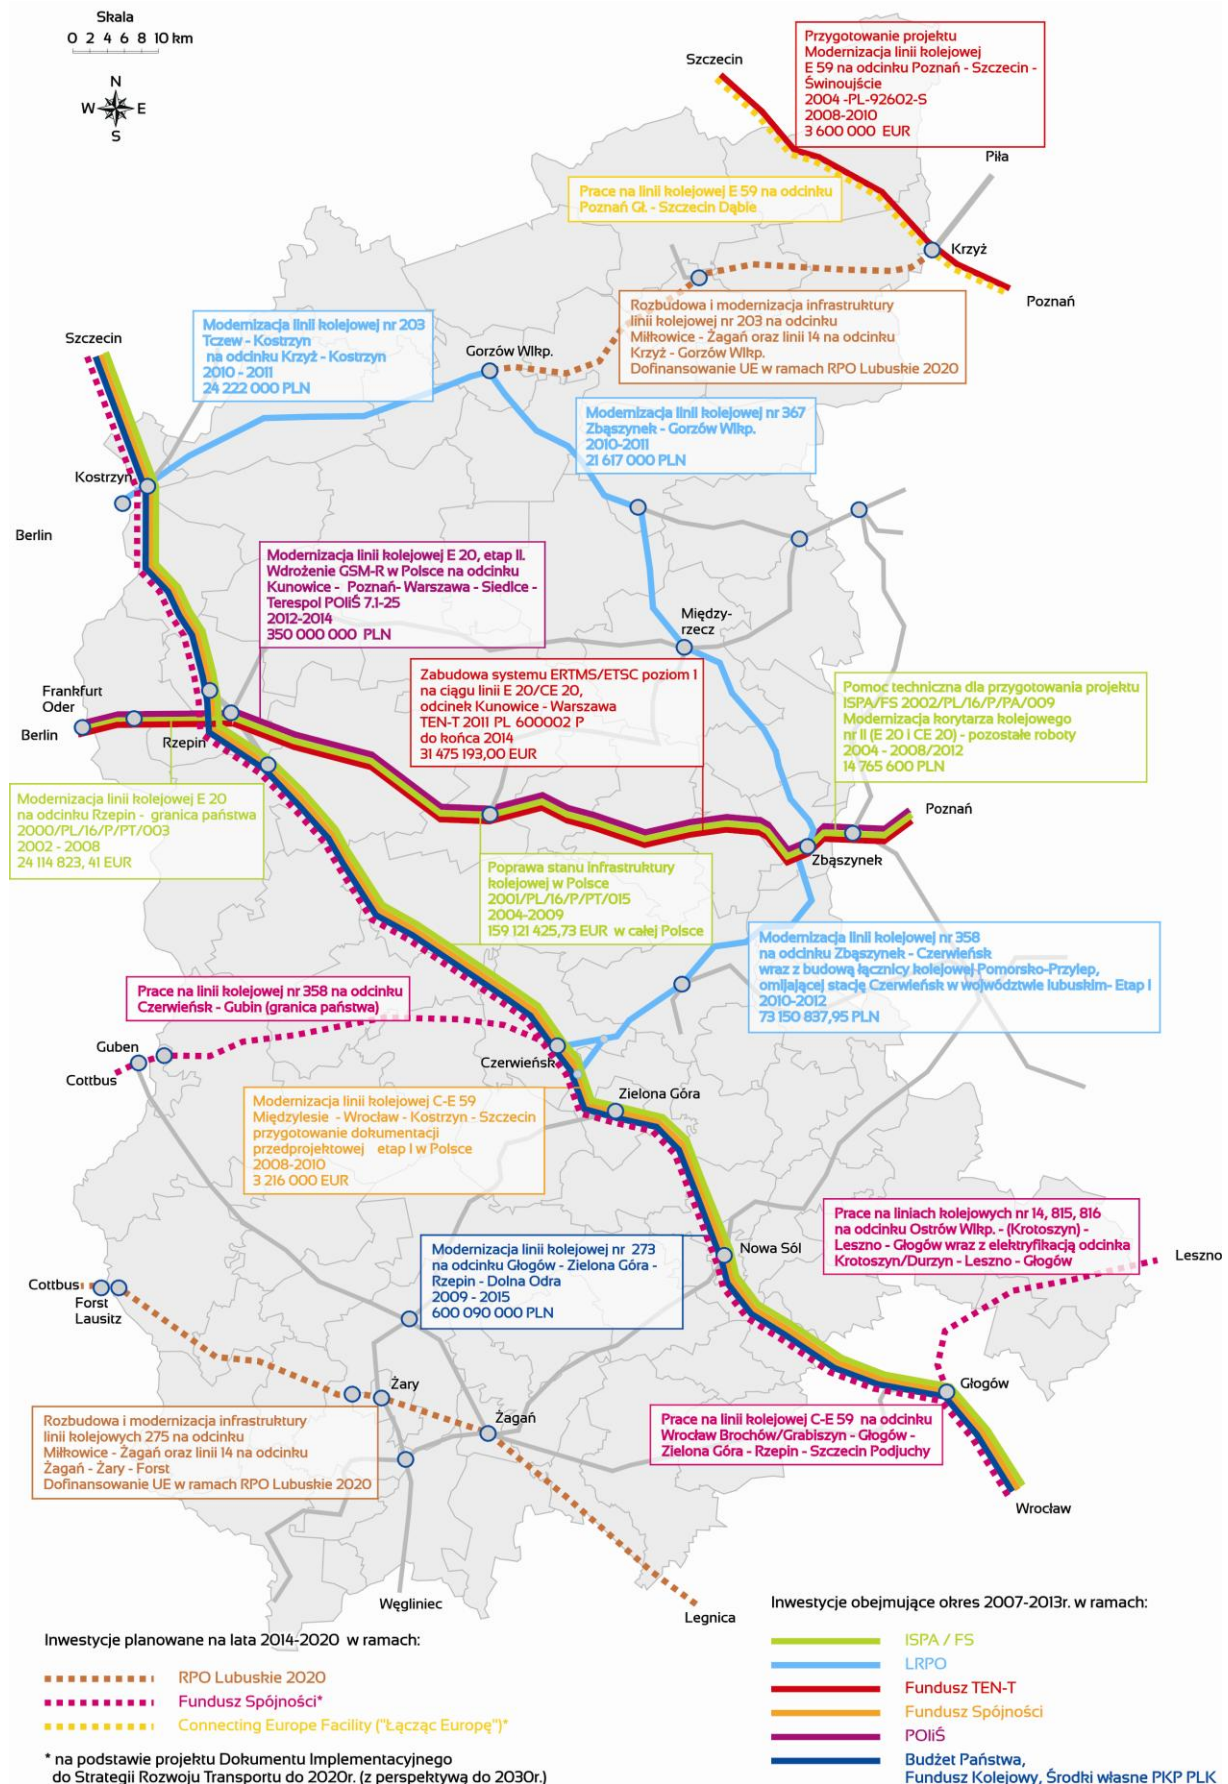 Skala
0 2 4 6 8 10 km
N
W E
S
Szczecin
Przygotowanie projektu
Modernizacja linii kolejowej
E 59 na odcinku Poznań - Szczecin -
Świnoujście
2004 -PL-92602-S
2008-2010
3 600 000 EUR
Piła
Prace na linii kolejowej E 59 na odcinku
Poznań Gł. - Szczecin Dąbie
Krzyż
Poznań
Rozbudowa i modernizacja infrastruktury
linii kolejowej nr 203 na odcinku
Miłkowice - Żagań oraz linii 14 na odcinku
Krzyż - Gorzów Wlkp.
Dofinansowanie UE w ramach RPO Lubuskie 2020
Szczecin
Modernizacja linii kolejowej nr 203
Tczew - Kostrzyn
na odcinku Krzyż - Kostrzyn
2010 - 2011
24 222 000 PLN
Gorzów Wlkp.
Modernizacja linii kolejowej nr 367
Zbąszynek - Gorzów Wlkp.
2010-2011
21 617 000 PLN
Kostrzyn
Berlin
Modernizacja linii kolejowej E 20, etap II.
Wdrożenie GSM-R w Polsce na odcinku
Kunowice - Poznań- Warszawa - Siedlce -
Terespol POIiŚ 7.1-25
2012-2014
350 000 000 PLN
Między-
rzecz
Zabudowa systemu ERTMS/ETSC poziom 1
na ciągu linii E 20/CE 20,
odcinek Kunowice - Warszawa
TEN-T 2011 PL 600002 P
do końca 2014
31 475 193,00 EUR
Pomoc techniczna dla przygotowania projektu
ISPA/FS 2002/PL/16/P/PA/009
Modernizacja korytarza kolejowego
nr II (E 20 i CE 20) - pozostałe roboty
2004 - 2008/2012
14 765 600 PLN
Frankfurt
Oder
Berlin
Rzepin
Modernizacja linii kolejowej E 20
na odcinku Rzepin - granica państwa
2000/PL/16/P/PT/003
2002 - 2008
24 114 823, 41 EUR
Poznań
Zbąszynek
Poprawa stanu infrastruktury
kolejowej w Polsce
2001/PL/16/P/PT/015
2004-2009
159 121 425,73 EUR w całej Polsce
Modernizacja linii kolejowej nr 358
na odcinku Zbąszynek - Czerwieńsk
wraz z budową łącznicy kolejowej Pomorsko-Przylep,
omijającej stację Czerwieńsk w wojwództwie lubuskim- Etap I
2010-2012
73 150 837,95 PLN
Prace na linii kolejowej nr 358 na odcinku
Czerwieńsk - Gubin (granica państwa)
Guben
Cottbus
Czerwieńsk
Zielona Góra
Modernizacja linii kolejowej C-E 59
Międzylesie - Wrocław - Kostrzyn - Szczecin
przygotowanie dokumentacji
przedprojektowej etap I w Polsce
2008-2010
3 216 000 EUR
Prace na liniach kolejowych nr 14, 815, 816
na odcinku Ostrów Wlkp. - (Krotoszyn) -
Leszno - Głogów wraz z elektryfikacją odcinka
Krotoszyn/Durzyn - Leszno - Głogów
Leszno
Modernizacja linii kolejowej nr 273
na odcinku Głogów - Zielona Góra -
Rzepin - Dolna Odra
2009 - 2015
600 090 000 PLN
Nowa Sól
Cottbus
Forst
Lausitz
Żary
Żagań
Głogów
Rozbudowa i modernizacja infrastruktury
linii kolejowych 275 na odcinku
Miłkowice - Żagań oraz linii 14 na odcinku
Żagań - Żary - Forst
Dofinansowanie UE w ramach RPO Lubuskie 2020
Prace na linii kolejowej C-E 59 na odcinku
Wrocław Brochów/Grabiszyn - Głogów -
Zielona Góra - Rzepin - Szczecin Podjuchy
Wrocław
Węgliniec
Legnica
Inwestycje planowane na lata 2014-2020 w ramach:
RPO Lubuskie 2020
Fundusz Spójności*
Connecting Europe Facility ("Łącząc Europę")*
* na podstawie projektu Dokumentu Implementacyjnego
do Strategii Rozwoju Transportu do 2020r. (z perspektywą do 2030r.)
Inwestycje obejmujące okres 2007-2013r. w ramach:
ISPA / FS
LRPO
Fundusz TEN-T
Fundusz Spójności
POIiŚ
Budżet Państwa,
Fundusz Kolejowy, Środki własne PKP PLK